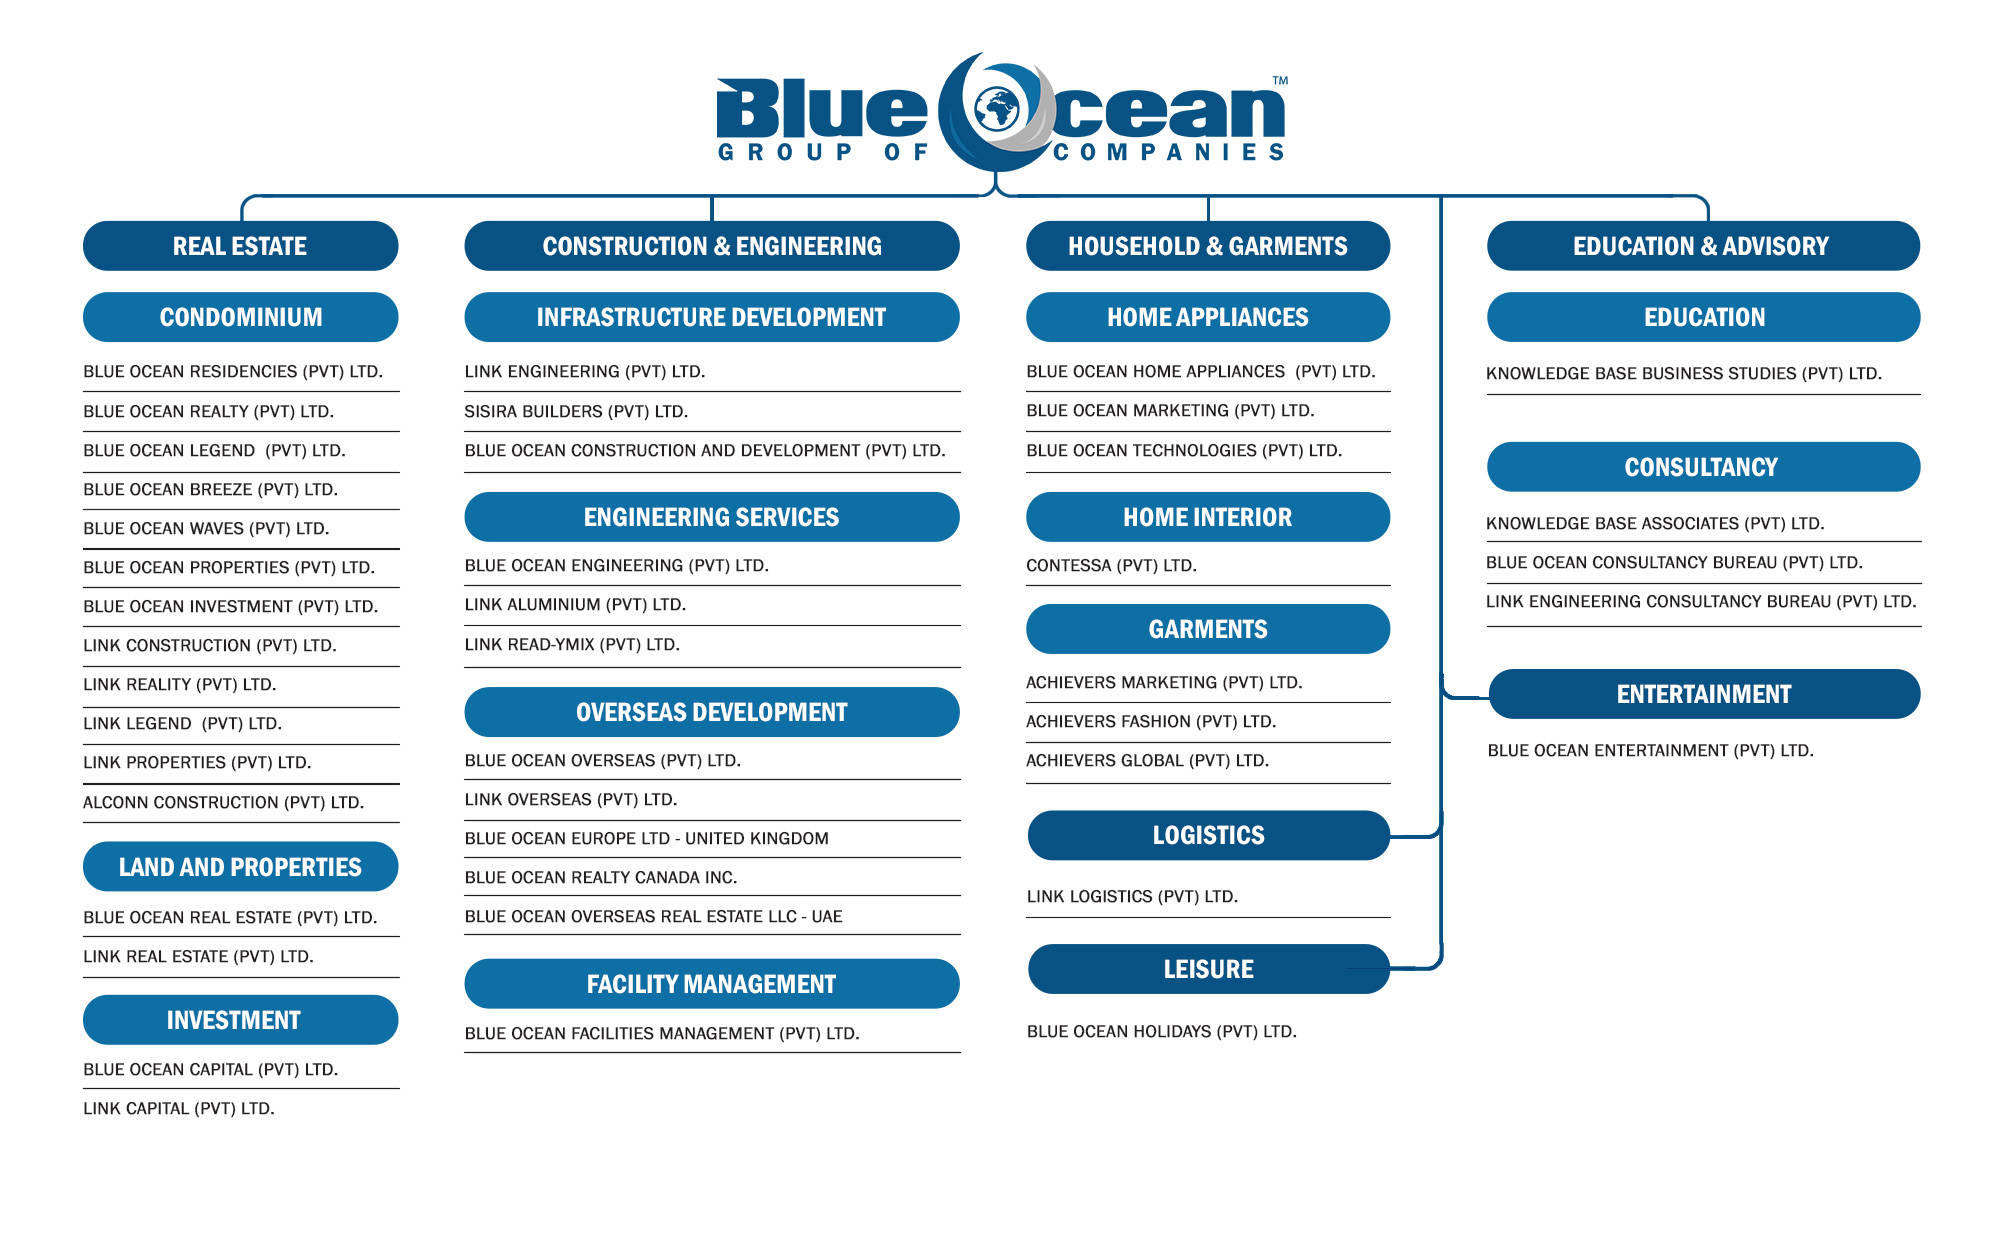 Blue Ocean™
GROUP OF COMPANIES
REAL ESTATE
CONDOMINIUM
BLUE OCEAN RESIDENCIES (PVT) LTD.
BLUE OCEAN REALTY (PVT) LTD.
BLUE OCEAN LEGEND (PVT) LTD.
BLUE OCEAN BREEZE (PVT) LTD.
BLUE OCEAN WAVES (PVT) LTD.
BLUE OCEAN PROPERTIES (PVT) LTD.
BLUE OCEAN INVESTMENT (PVT) LTD.
LINK CONSTRUCTION (PVT) LTD.
LINK REALITY (PVT) LTD.
LINK LEGEND (PVT) LTD.
LINK PROPERTIES (PVT) LTD.
ALCONN CONSTRUCTION (PVT) LTD.
LAND AND PROPERTIES
BLUE OCEAN REAL ESTATE (PVT) LTD.
LINK REAL ESTATE (PVT) LTD.
INVESTMENT
BLUE OCEAN CAPITAL (PVT) LTD.
LINK CAPITAL (PVT) LTD.
CONSTRUCTION & ENGINEERING
INFRASTRUCTURE DEVELOPMENT
LINK ENGINEERING (PVT) LTD.
SISIRA BUILDERS (PVT) LTD.
BLUE OCEAN CONSTRUCTION AND DEVELOPMENT (PVT) LTD.
ENGINEERING SERVICES
BLUE OCEAN ENGINEERING (PVT) LTD.
LINK ALUMINIUM (PVT) LTD.
LINK READ-YMIX (PVT) LTD.
OVERSEAS DEVELOPMENT
BLUE OCEAN OVERSEAS (PVT) LTD.
LINK OVERSEAS (PVT) LTD.
BLUE OCEAN EUROPE LTD - UNITED KINGDOM
BLUE OCEAN REALTY CANADA INC.
BLUE OCEAN OVERSEAS REAL ESTATE LLC - UAE
FACILITY MANAGEMENT
BLUE OCEAN FACILITIES MANAGEMENT (PVT) LTD.
HOUSEHOLD & GARMENTS
HOME APPLIANCES
BLUE OCEAN HOME APPLIANCES (PVT) LTD.
BLUE OCEAN MARKETING (PVT) LTD.
BLUE OCEAN TECHNOLOGIES (PVT) LTD.
HOME INTERIOR
CONTESSA (PVT) LTD.
GARMENTS
ACHIEVERS MARKETING (PVT) LTD.
ACHIEVERS FASHION (PVT) LTD.
ACHIEVERS GLOBAL (PVT) LTD.
LOGISTICS
LINK LOGISTICS (PVT) LTD.
LEISURE
BLUE OCEAN HOLIDAYS (PVT) LTD.
EDUCATION & ADVISORY
EDUCATION
KNOWLEDGE BASE BUSINESS STUDIES (PVT) LTD.
CONSULTANCY
KNOWLEDGE BASE ASSOCIATES (PVT) LTD.
BLUE OCEAN CONSULTANCY BUREAU (PVT) LTD.
LINK ENGINEERING CONSULTANCY BUREAU (PVT) LTD.
ENTERTAINMENT
BLUE OCEAN ENTERTAINMENT (PVT) LTD.